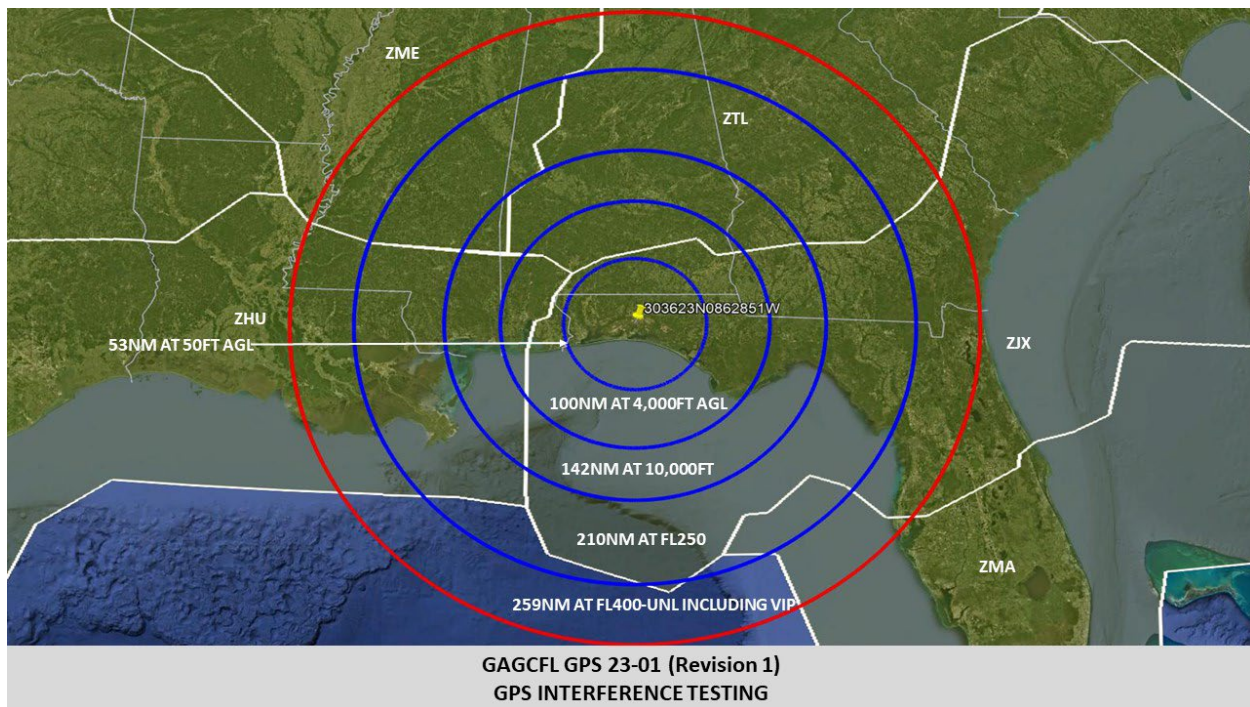 ZME
ZTL
303623N0862851W
ZHU
53NM AT 50FT AGL
ZJX
100NM AT 4,000FT AGL
142NM AT 10,000FT
210NM AT FL250
ZMA
259NM AT FL400-UNL INCLUDING VIP
GAGCFL GPS 23-01 (Revision 1)
GPS INTERFERENCE TESTING